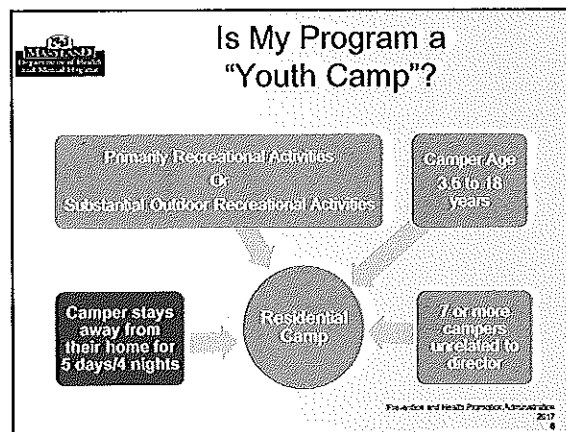 MARYLAND
Department of Health
and Mental Hygiene
Is My Program a
"Youth Camp"?
Primarily Recreational Activities
Or
Substantial Outdoor Recreational Activities
Camper Age
3.5 to 18
years
Camper stays
away from
their home for
5 days/4 nights
Residential
Camp
7 or more
campers
unrelated to
director
Prevention and Health Promotion Administration
2017
6